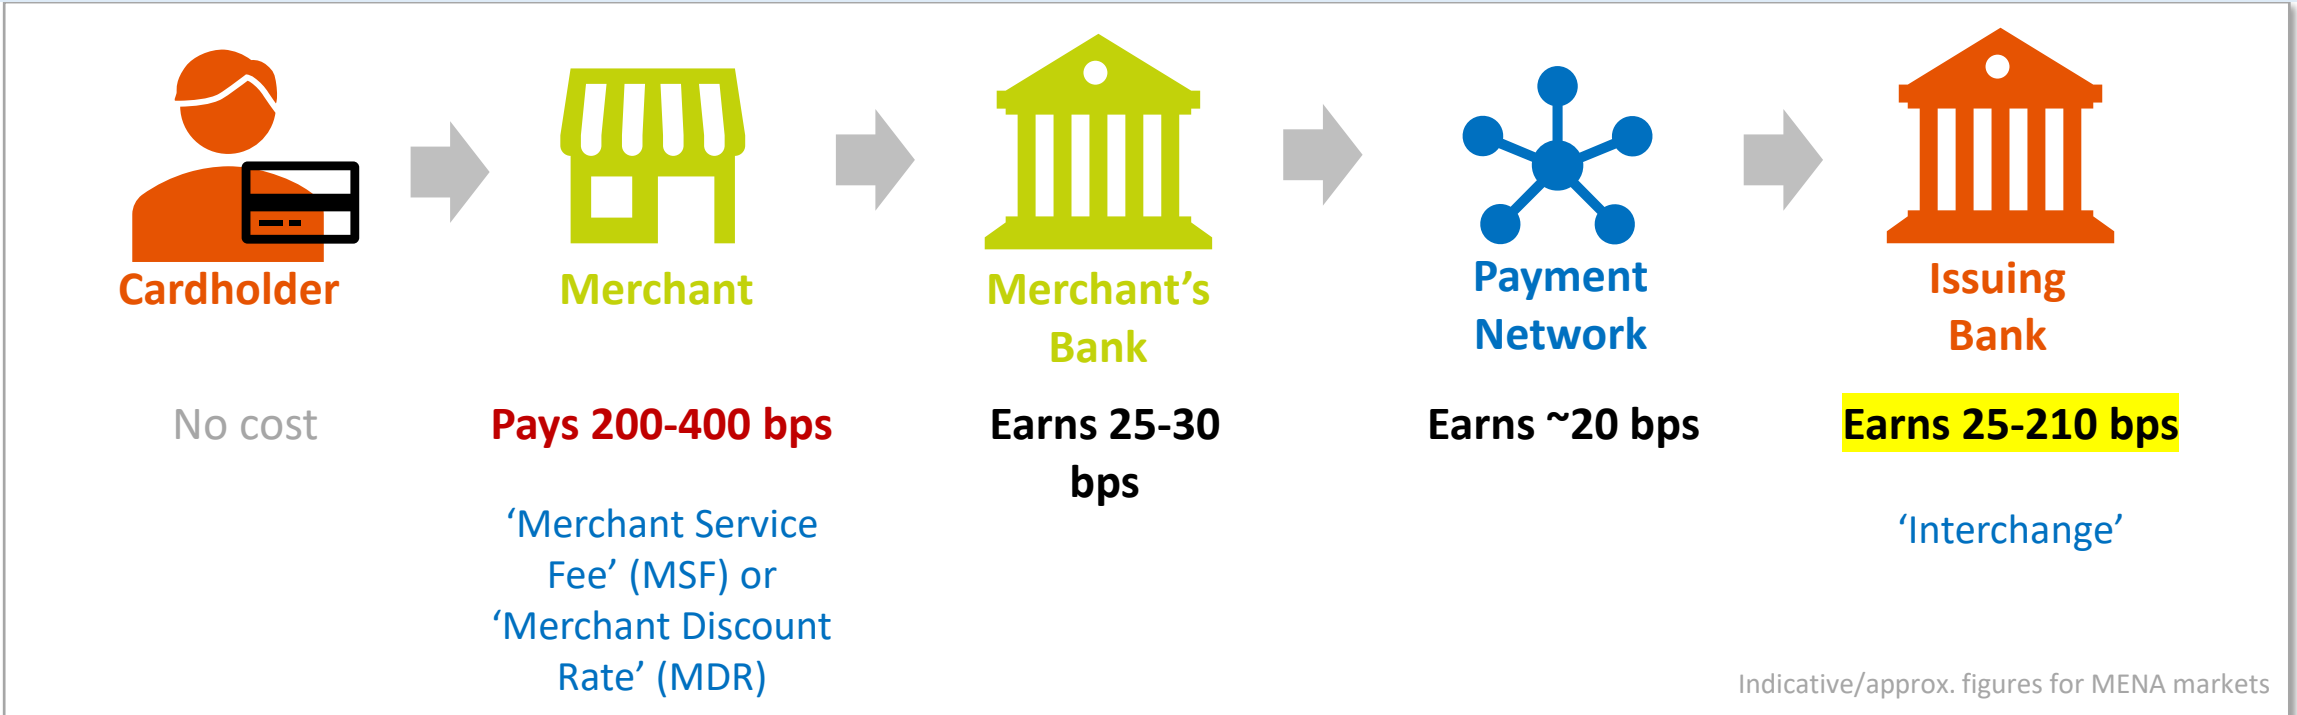 Cardholder
Merchant
Merchant’s
Bank
Payment
Network
Issuing
Bank
No cost
Pays 200-400 bps
Earns 25-30
bps
Earns ~20 bps
Earns 25-210 bps
‘Merchant Service
Fee’ (MSF) or
‘Merchant Discount
Rate’ (MDR)
‘Interchange’
Indicative/approx. figures for MENA markets